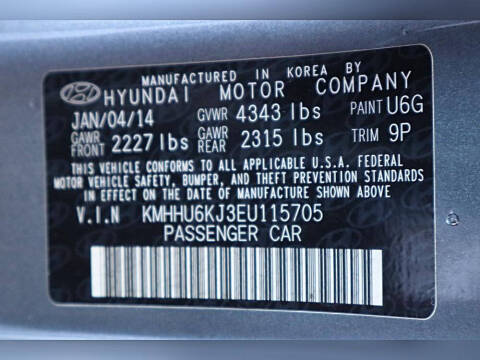 MANUFACTURED IN KOREA BY
HYUNDAI MOTOR COMPANY
JAN/04/14 GVWR 4343 lbs PAINT U6G
GAWR FRONT 2227 lbs GAWR REAR 2315 lbs TRIM 9P
THIS VEHICLE CONFORMS TO ALL APPLICABLE U.S.A. FEDERAL
MOTOR VEHICLE SAFETY, BUMPER, AND THEFT PREVENTION STANDARDS
IN EFFECT ON THE DATE OF MANUFACTURE SHOWN ABOVE.
V.I.N KMHHU6KJ3EU115705
PASSENGER CAR